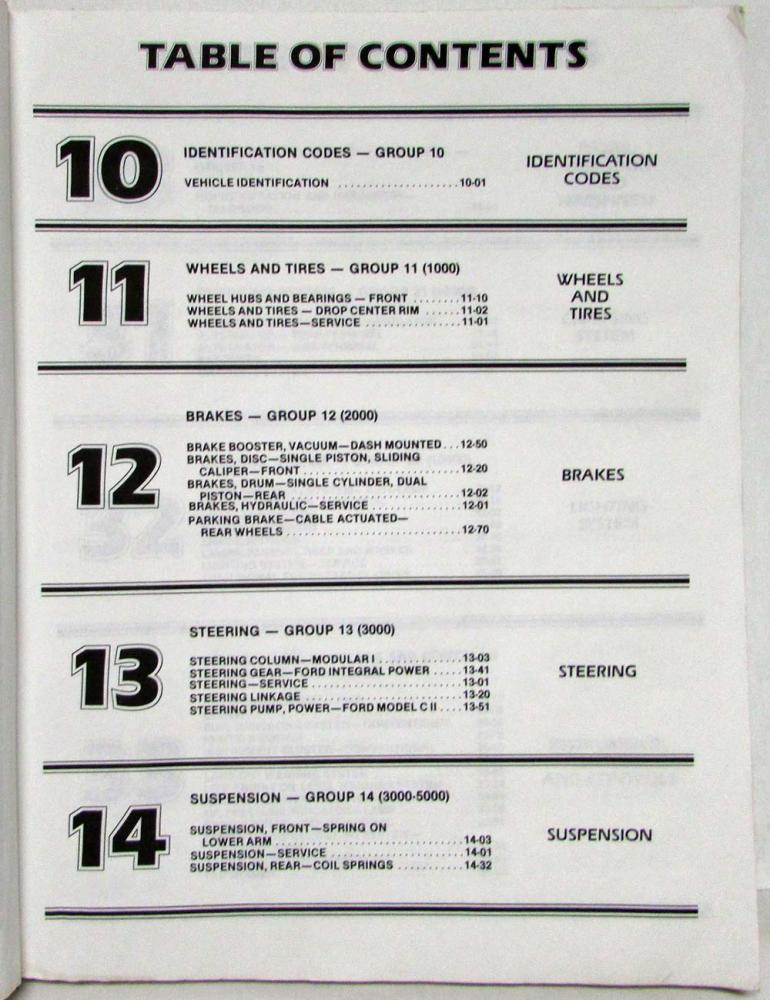 TABLE OF CONTENTS
10
IDENTIFICATION CODES — GROUP 10
VEHICLE IDENTIFICATION ....................10-01
IDENTIFICATION
CODES
11
WHEELS AND TIRES — GROUP 11 (1000)
WHEEL HUBS AND BEARINGS — FRONT ........11-10
WHEELS AND TIRES — DROP CENTER RIM ......11-02
WHEELS AND TIRES—SERVICE ................11-01
WHEELS
AND
TIRES
12
BRAKES — GROUP 12 (2000)
BRAKE BOOSTER, VACUUM—DASH MOUNTED...12-50
BRAKES, DISC—SINGLE PISTON, SLIDING
CALIPER—FRONT ..........................12-20
BRAKES, DRUM—SINGLE CYLINDER, DUAL
PISTON—REAR ............................12-02
BRAKES, HYDRAULIC—SERVICE ...............12-01
PARKING BRAKE—CABLE ACTUATED—
REAR WHEELS .............................12-70
BRAKES
13
STEERING — GROUP 13 (3000)
STEERING COLUMN—MODULAR I ..............13-03
STEERING GEAR—FORD INTEGRAL POWER .....13-41
STEERING—SERVICE .........................13-01
STEERING LINKAGE ..........................13-20
STEERING PUMP, POWER—FORD MODEL C II ....13-51
STEERING
14
SUSPENSION — GROUP 14 (3000-5000)
SUSPENSION, FRONT—SPRING ON
LOWER ARM ...............................14-03
SUSPENSION—SERVICE ......................14-01
SUSPENSION, REAR—COIL SPRINGS ...........14-32
SUSPENSION